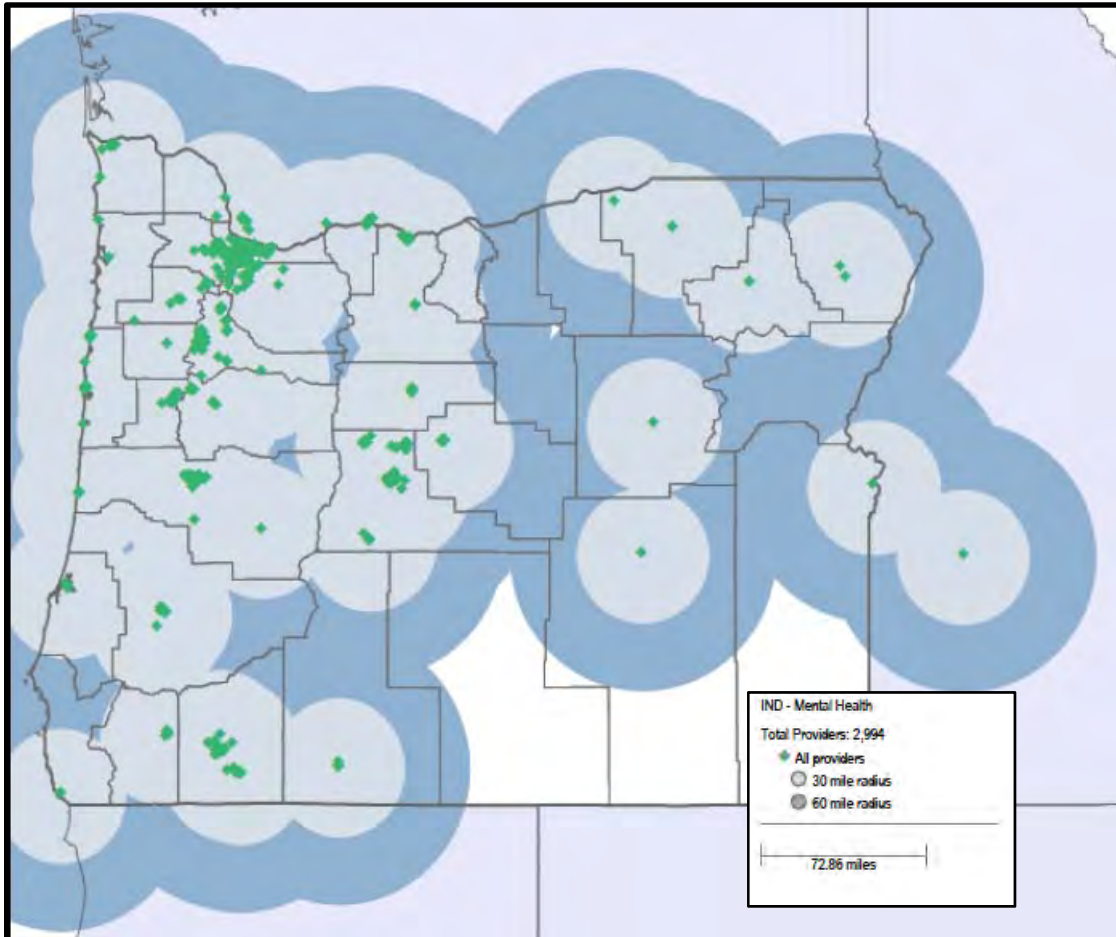 IND - Mental Health
Total Providers: 2,994
All providers
30 mile radius
60 mile radius
72.86 miles